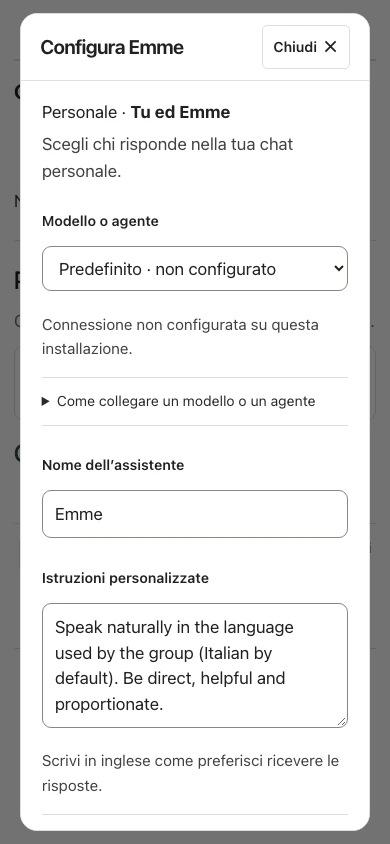 Configura Emme
Chiudi ✕
Personale · Tu ed Emme
Scegli chi risponde nella tua chat
personale.
Modello o agente
Predefinito · non configurato
Connessione non configurata su questa
installazione.
Come collegare un modello o un agente
Nome dell’assistente
Emme
Istruzioni personalizzate
Speak naturally in the language
used by the group (Italian by
default). Be direct, helpful and
proportionate.
Scrivi in inglese come preferisci ricevere le
risposte.